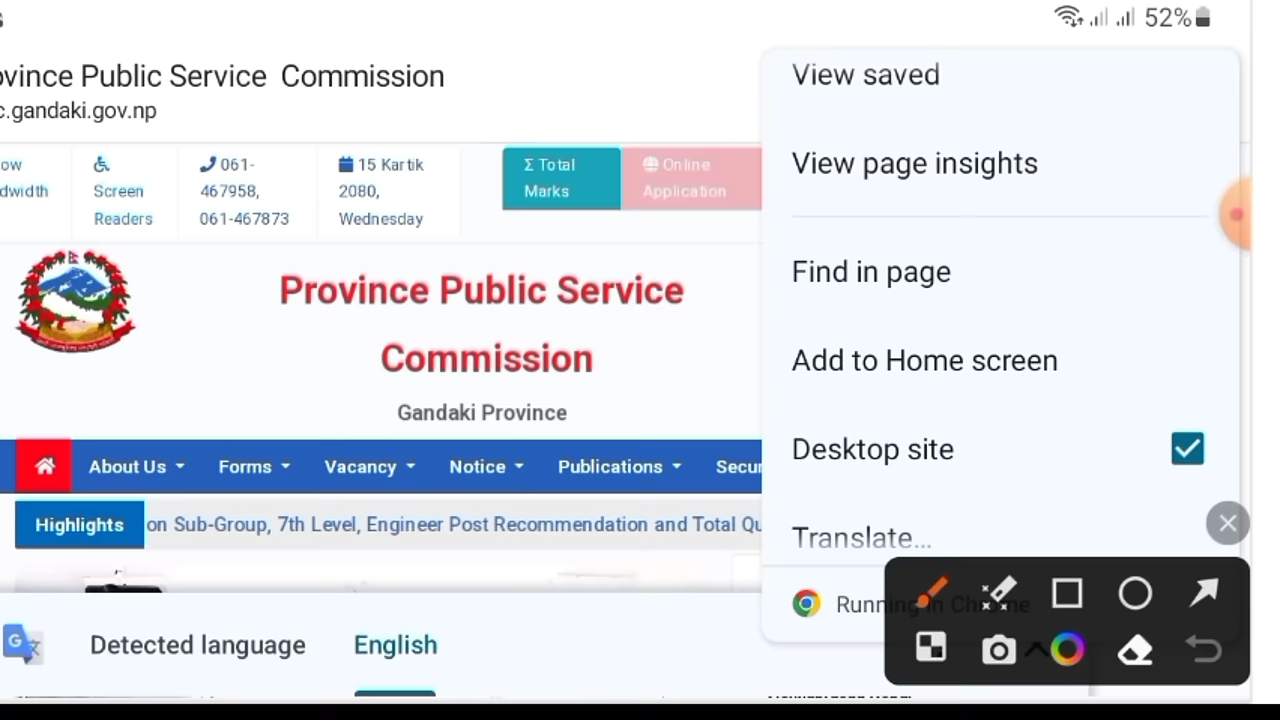 52%
Province Public Service Commission
c.gandaki.gov.np
ow
dwidth
Screen
Readers
061-
467958,
061-467873
15 Kartik
2080,
Wednesday
Σ Total
Marks
Online
Application
Province Public Service
Commission
Gandaki Province
About Us
Forms
Vacancy
Notice
Publications
Secur
Highlights
on Sub-Group, 7th Level, Engineer Post Recommendation and Total Qu
Detected language
English
View saved
View page insights
Find in page
Add to Home screen
Desktop site
Translate...
Running in Chrome